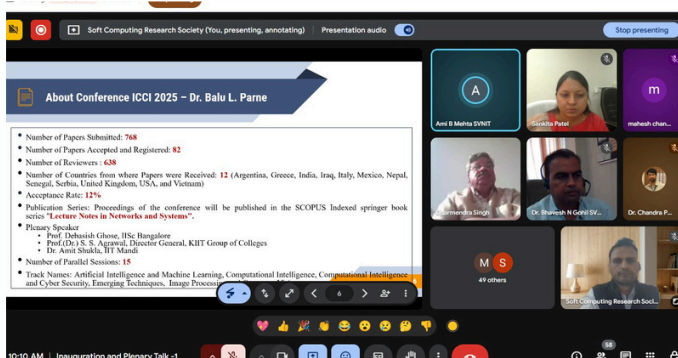 Soft Computing Research Society (You, presenting, annotating)
Presentation audio
Stop presenting
About Conference ICCI 2025 – Dr. Balu L. Parne
• Number of Papers Submitted: 768
• Number of Papers Accepted and Registered: 82
• Number of Reviewers : 638
• Number of Countries from where Papers were Received: 12 (Argentina, Greece, India, Iraq, Italy, Mexico, Nepal,
Senegal, Serbia, United Kingdom, USA, and Vietnam)
• Acceptance Rate: 12%
• Publication Series: Proceedings of the conference will be published in the SCOPUS Indexed springer book
series "Lecture Notes in Networks and Systems".
• Plenary Speaker
• Prof. Debasish Ghose, IISc Bangalore
• Prof.(Dr.) S. S. Agrawal, Director General, KIIT Group of Colleges
• Dr. Amit Shukla, IIT Mandi
• Number of Parallel Sessions: 15
• Track Names: Artificial Intelligence and Machine Learning, Computational Intelligence, Computational Intelligence
and Cyber Security, Emerging Techniques, Image Processing
6
A
Ami B Mehta SVNIT
Sankita Patel
m
mahesh chan...
Dharmendra Singh
Dr. Bhavesh N Gohil SV...
Dr. Chandra P...
M S
49 others
Soft Computing Research Soci...
10:10 AM | Inauguration and Plenary Talk -1
58